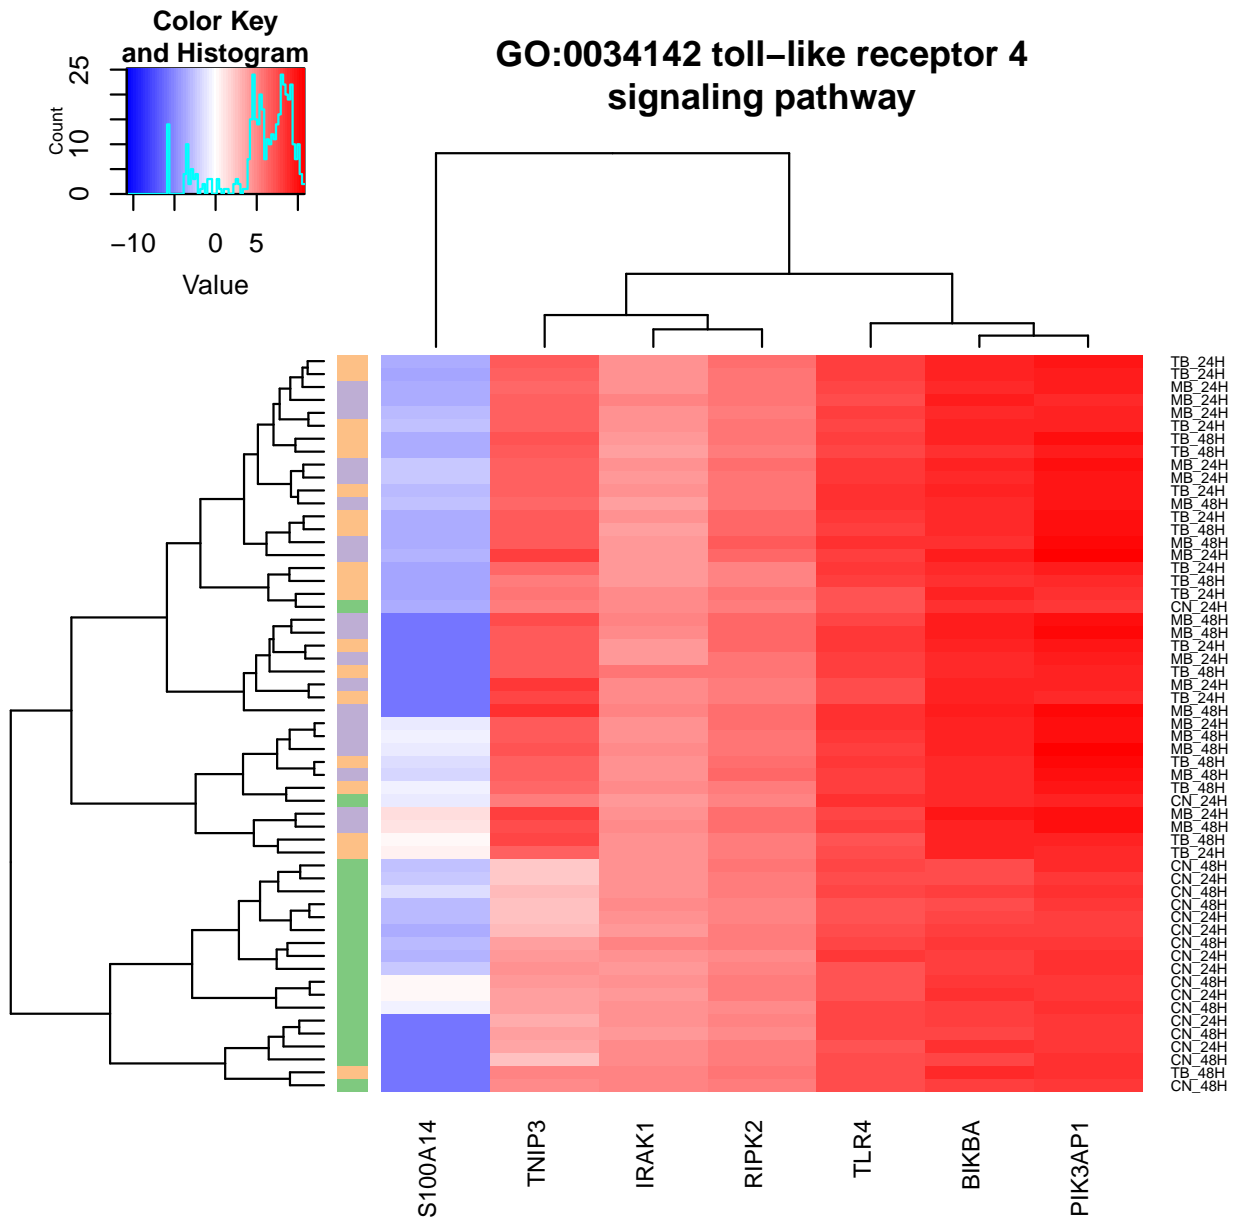 Color Key
and Histogram
GO:0034142 toll−like receptor 4
signaling pathway
Count
0 10 25
−10 0 5
Value
TB_24H
TB_24H
MB_24H
MB_24H
MB_24H
TB_24H
TB_48H
TB_48H
MB_24H
MB_24H
TB_24H
MB_48H
TB_24H
TB_48H
MB_48H
MB_24H
TB_24H
TB_48H
TB_24H
CN_24H
MB_48H
MB_48H
TB_24H
MB_24H
TB_48H
MB_24H
TB_24H
MB_48H
MB_24H
MB_48H
MB_48H
TB_48H
MB_48H
TB_48H
CN_24H
MB_24H
MB_48H
TB_48H
TB_24H
CN_48H
CN_24H
CN_48H
CN_48H
CN_24H
CN_24H
CN_48H
CN_24H
CN_24H
CN_48H
CN_24H
CN_48H
CN_24H
CN_48H
CN_24H
CN_48H
TB_48H
CN_48H
S100A14
TNIP3
IRAK1
RIPK2
TLR4
BIKBA
PIK3AP1